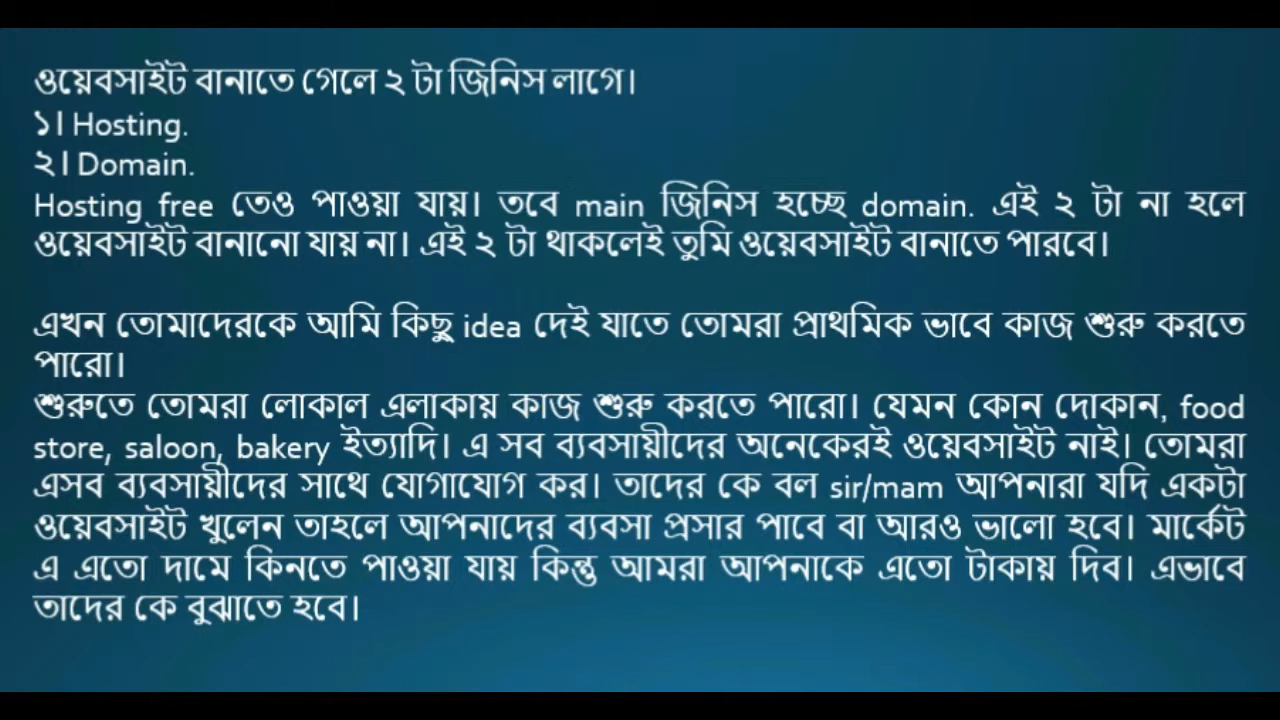 ওয়েবসাইট বানাতে গেলে ২ টা জিনিস লাগে।
১। Hosting.
২। Domain.
Hosting free তেও পাওয়া যায়। তবে main জিনিস হচ্ছে domain. এই ২ টা না হলে
ওয়েবসাইট বানানো যায় না। এই ২ টা থাকলেই তুমি ওয়েবসাইট বানাতে পারবে।
এখন তোমাদেরকে আমি কিছু idea দেই যাতে তোমরা প্রাথমিক ভাবে কাজ শুরু করতে
পারো।
শুরুতে তোমরা লোকাল এলাকায় কাজ শুরু করতে পারো। যেমন কোন দোকান, food
store, saloon, bakery ইত্যাদি। এ সব ব্যবসায়ীদের অনেকেরই ওয়েবসাইট নাই। তোমরা
এসব ব্যবসায়ীদের সাথে যোগাযোগ কর। তাদের কে বল sir/mam আপনারা যদি একটা
ওয়েবসাইট খুলেন তাহলে আপনাদের ব্যবসা প্রসার পাবে বা আরও ভালো হবে। মার্কেট
এ এতো দামে কিনতে পাওয়া যায় কিন্তু আমরা আপনাকে এতো টাকায় দিব। এভাবে
তাদের কে বুঝাতে হবে।